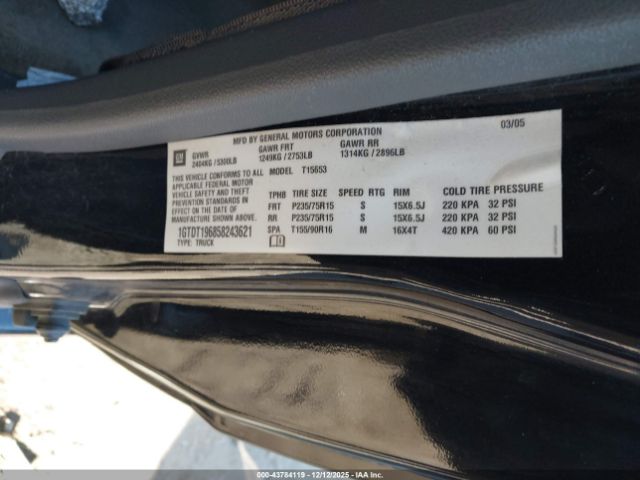 MFD BY GENERAL MOTORS CORPORATION 03/05
GM GVWR GAWR FRT GAWR RR
2404KG / 5300LB 1249KG / 2753LB 1314KG / 2896LB
THIS VEHICLE CONFORMS TO ALL MODEL T15653
APPLICABLE FEDERAL MOTOR
VEHICLE SAFETY, BUMPER, AND THEFT
PREVENTION STANDARDS IN
EFFECT ON THE DATE OF
MANUFACTURE SHOWN ABOVE.
1GTDT196858243621
TYPE: TRUCK
TPHB TIRE SIZE SPEED RTG RIM COLD TIRE PRESSURE
FRT P235/75R15 S 15X6.5J 220 KPA 32 PSI
RR P235/75R15 S 15X6.5J 220 KPA 32 PSI
SPA T155/90R16 M 16X4T 420 KPA 60 PSI
000-43784119 | 12/12/2025 - IAA Inc.